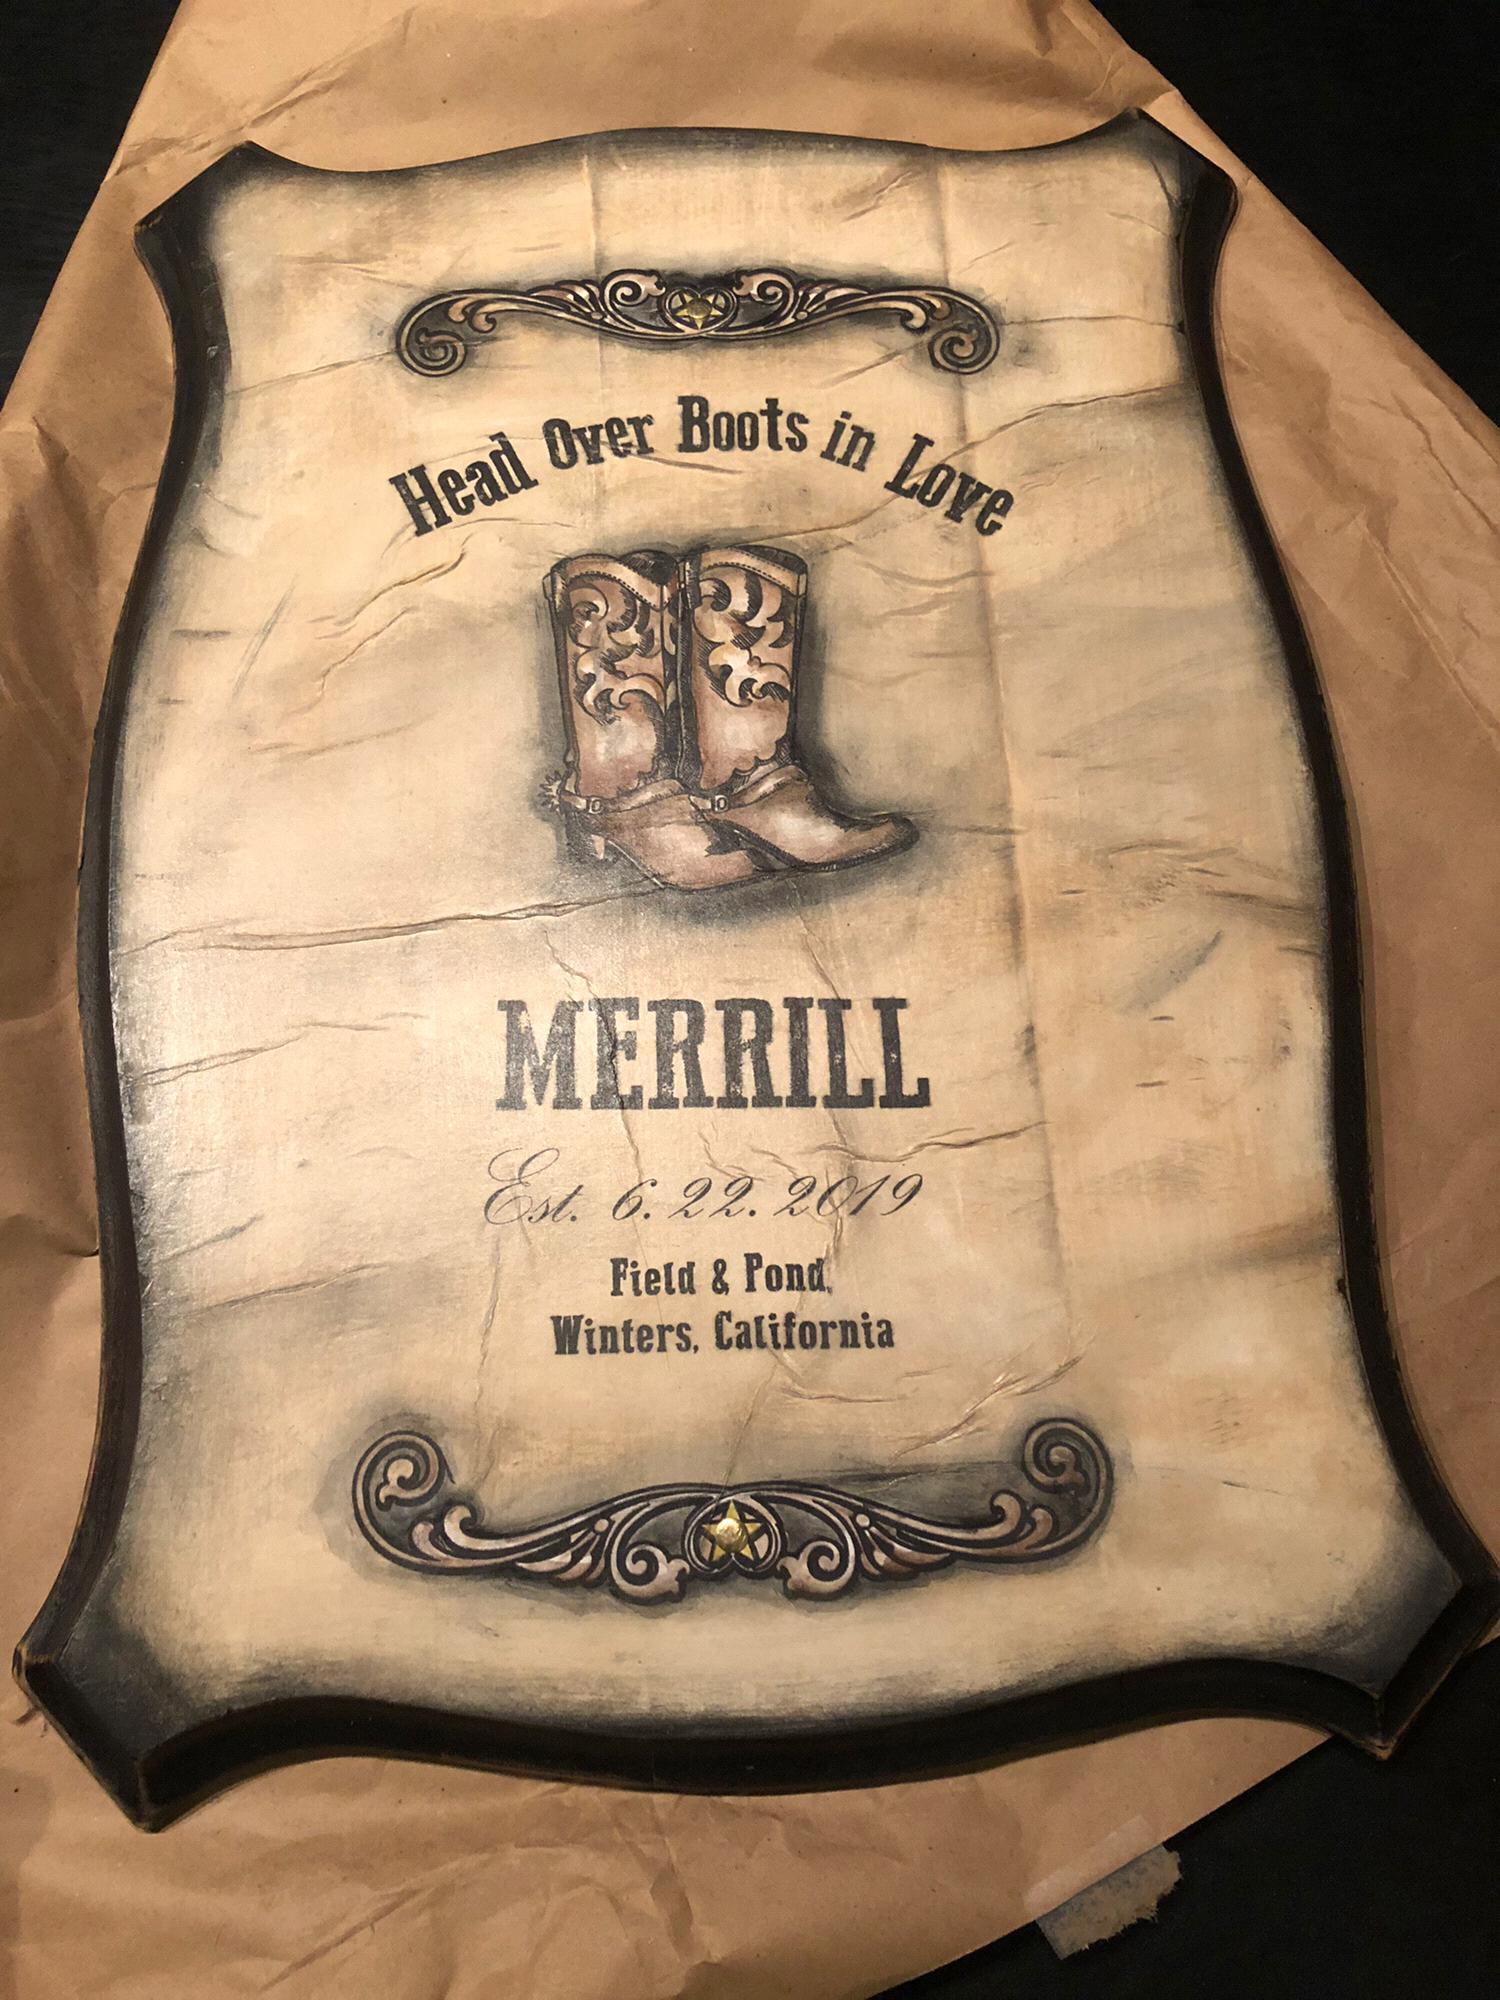 Head Over Boots in Love
MERRILL
Est. 6. 22. 2019
Field & Pond,
Winters, California